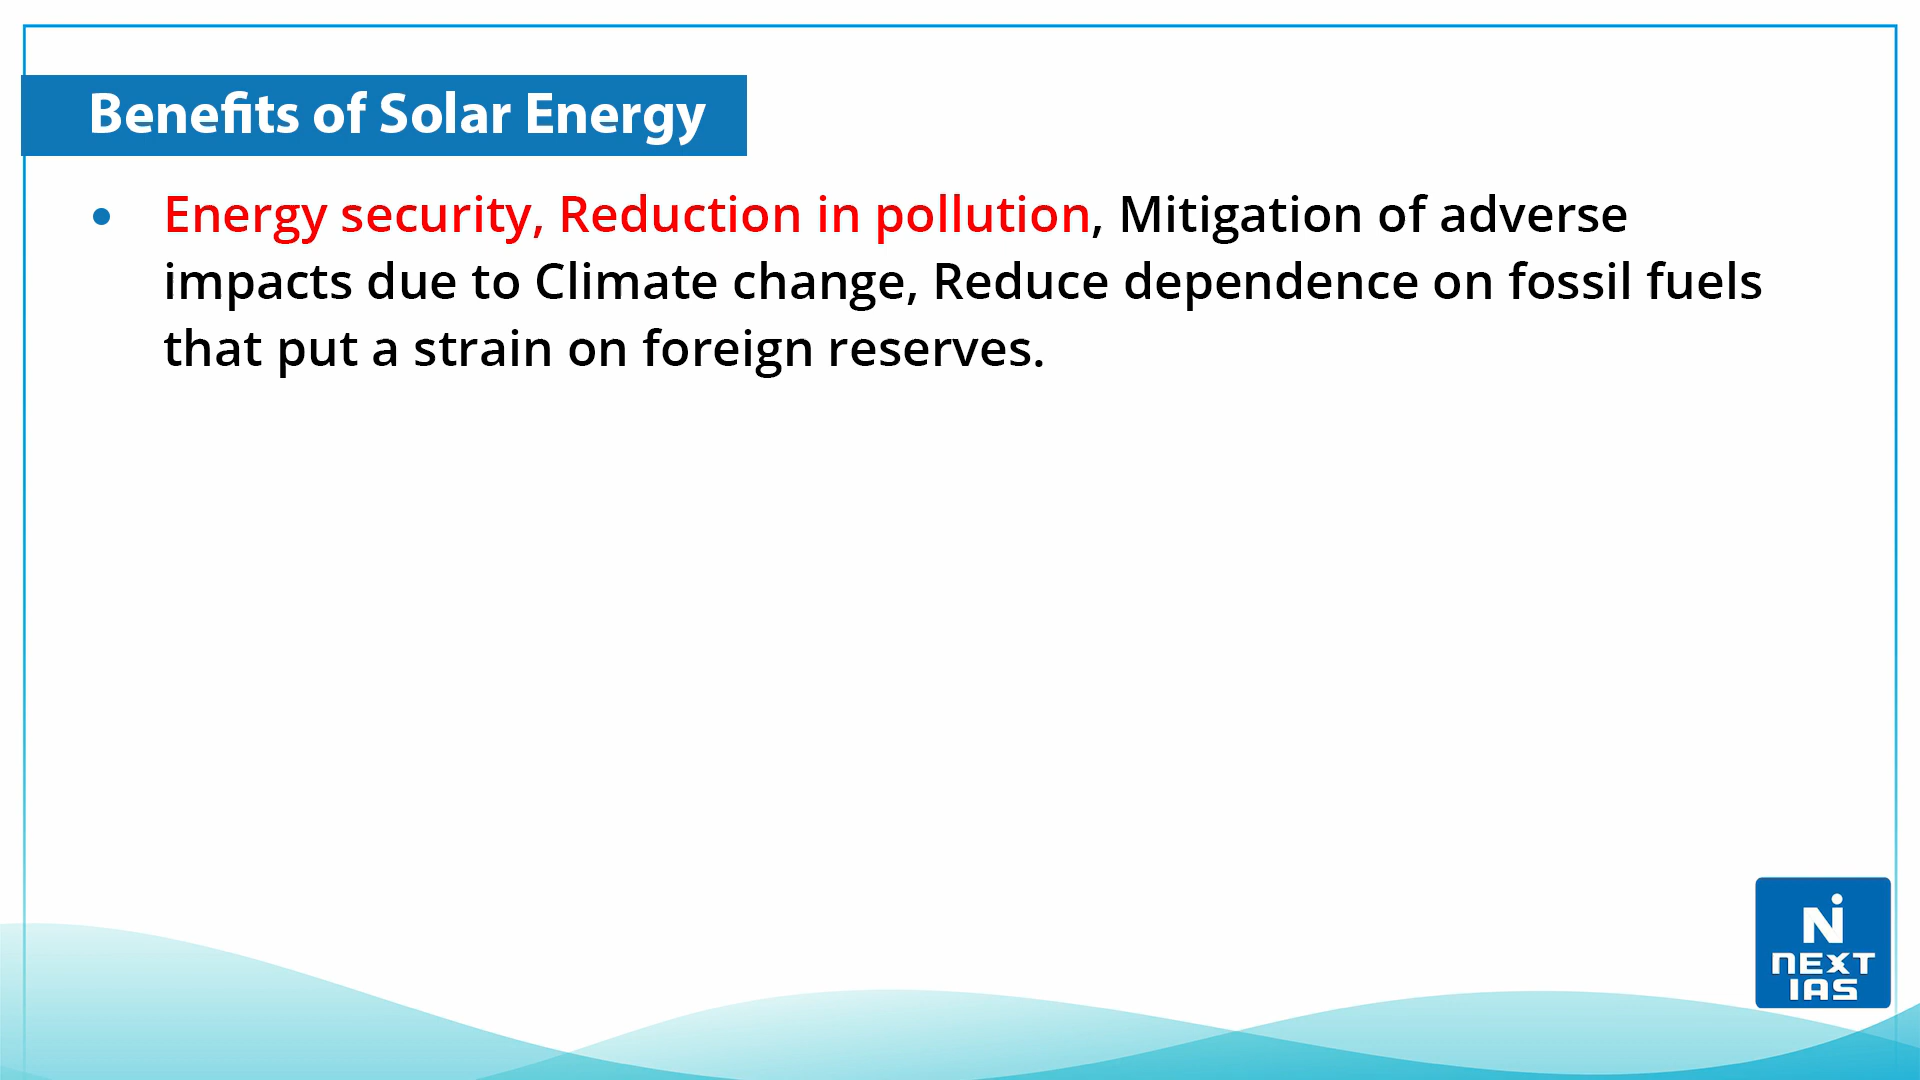 Benefits of Solar Energy
• Energy security, Reduction in pollution, Mitigation of adverse
impacts due to Climate change, Reduce dependence on fossil fuels
that put a strain on foreign reserves.
N
NEXT
IAS